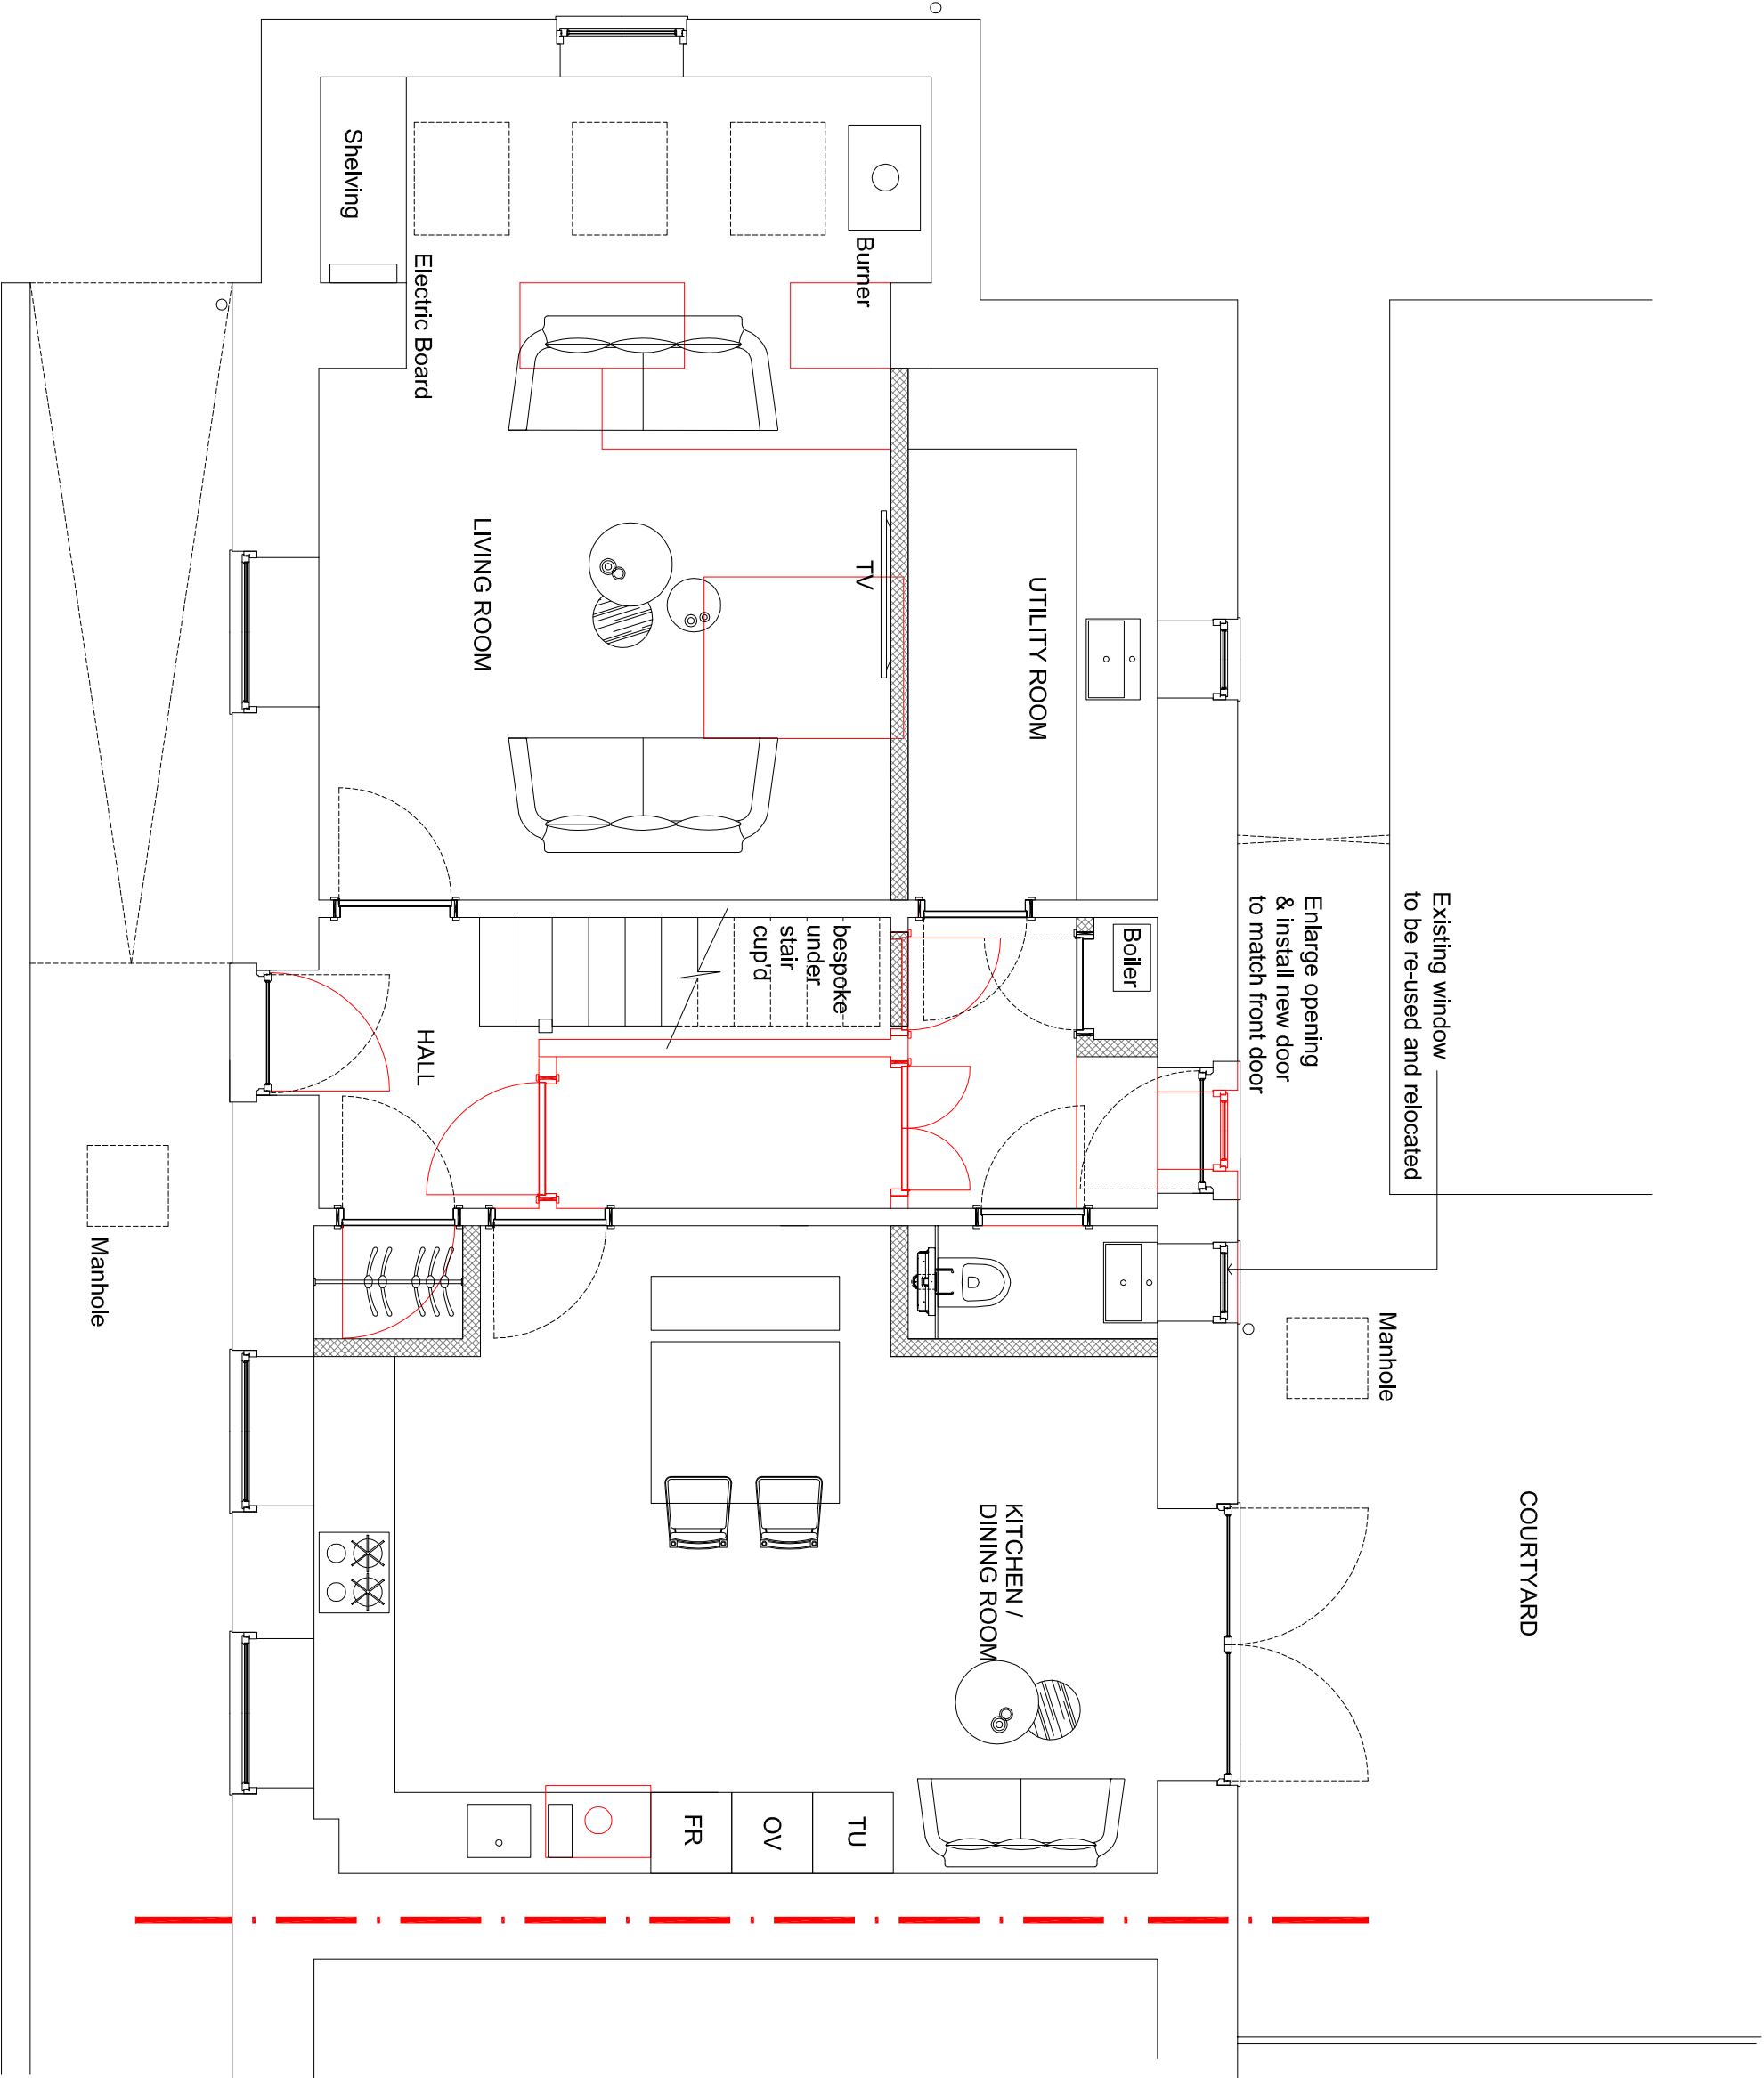 Existing window
to be re-used and relocated
Enlarge opening
& install new door
to match front door
Manhole
COURTYARD
Boiler
UTILITY ROOM
KITCHEN /
DINING ROOM
Burner
TV
bespoke
under
stair
cup'd
TU
OV
FR
LIVING ROOM
Electric Board
HALL
Shelving
Manhole